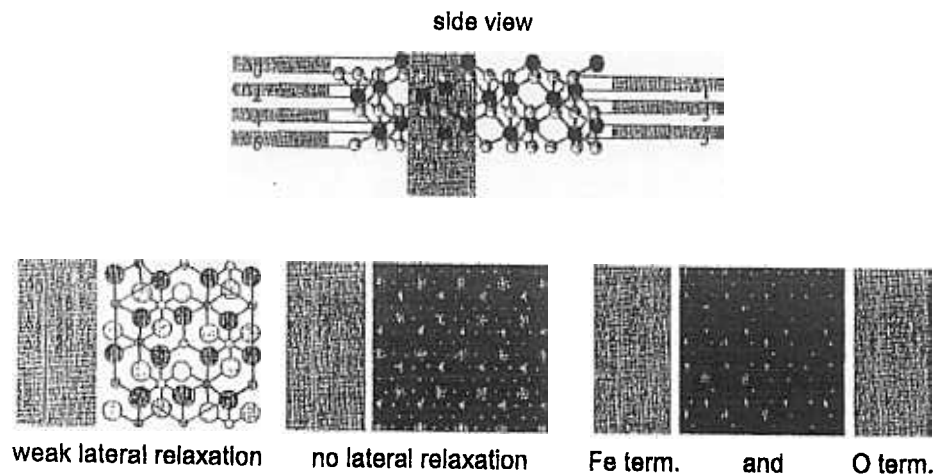 side view
weak lateral relaxation
no lateral relaxation
Fe term. and O term.